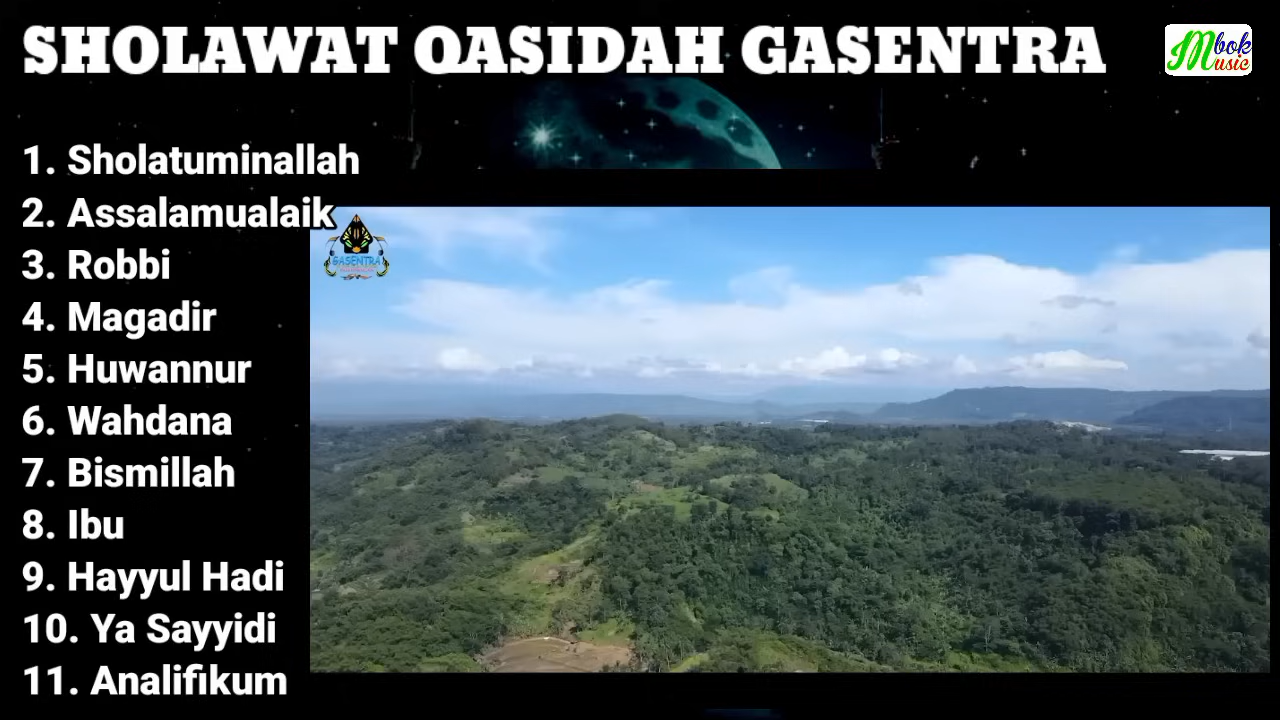 SHOLAWAT QASIDAH GASENTRA
Mbok
Music
1. Sholatuminallah
2. Assalamualaik
3. Robbi
4. Magadir
5. Huwannur
6. Wahdana
7. Bismillah
8. Ibu
9. Hayyul Hadi
10. Ya Sayyidi
11. Analifikum
GASENTRA